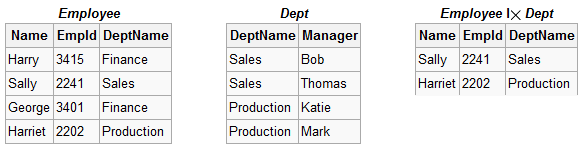 Employee
Name EmpId DeptName
Harry 3415 Finance
Sally 2241 Sales
George 3401 Finance
Harriet 2202 Production
Dept
DeptName Manager
Sales Bob
Sales Thomas
Production Katie
Production Mark
Employee ⋊ Dept
Name EmpId DeptName
Sally 2241 Sales
Harriet 2202 Production